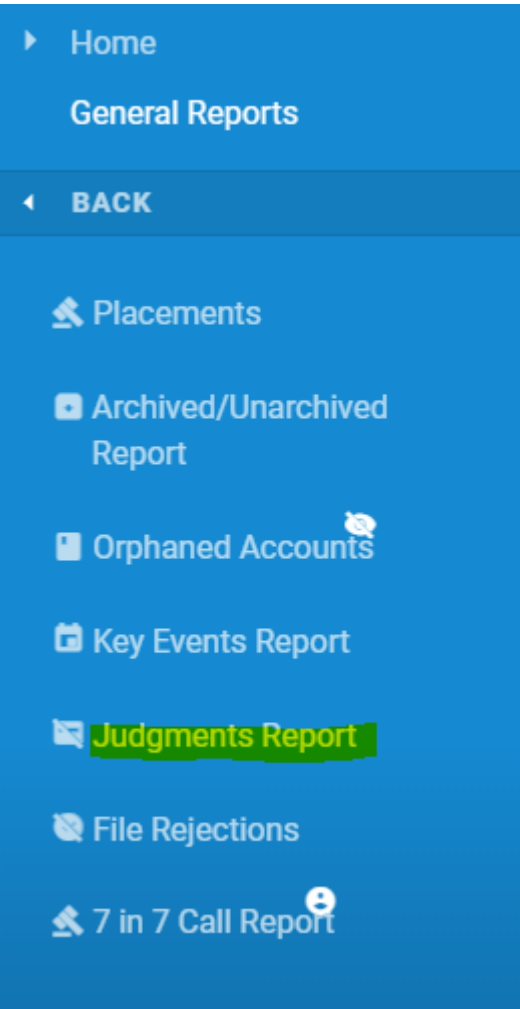 Home
General Reports
BACK
Placements
Archived/Unarchived
Report
Orphaned Accounts
Key Events Report
Judgments Report
File Rejections
7 in 7 Call Report